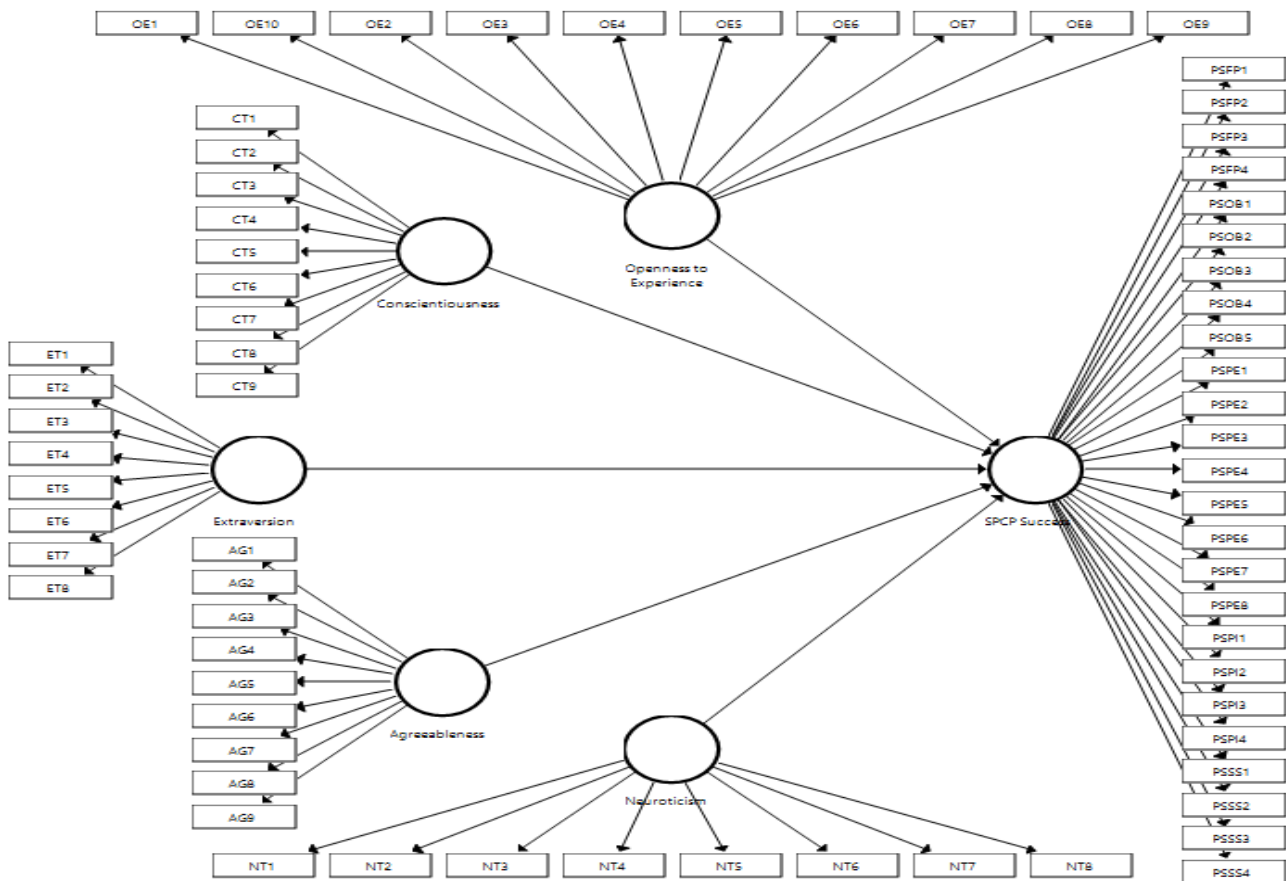 OE1 OE10 OE2 OE3 OE4 OE5 OE6 OE7 OE8 OE9
PSFP1
PSFP2
PSFP3
PSFP4
PSOB1
PSOB2
PSOB3
PSOB4
PSOB5
PSPE1
PSPE2
PSPE3
PSPE4
PSPE5
PSPE6
PSPE7
PSPE8
PSPI1
PSPI2
PSPI3
PSPI4
PSSS1
PSSS2
PSSS3
PSSS4
CT1
CT2
CT3
CT4
CT5
CT6
CT7
CT8
CT9
Openness to
Experience
Conscientiousness
ET1
ET2
ET3
ET4
ET5
ET6
ET7
ET8
Extraversion
SPCP Success
AG1
AG2
AG3
AG4
AG5
AG6
AG7
AG8
AG9
Agreeableness
Neuroticism
NT1 NT2 NT3 NT4 NT5 NT6 NT7 NT8